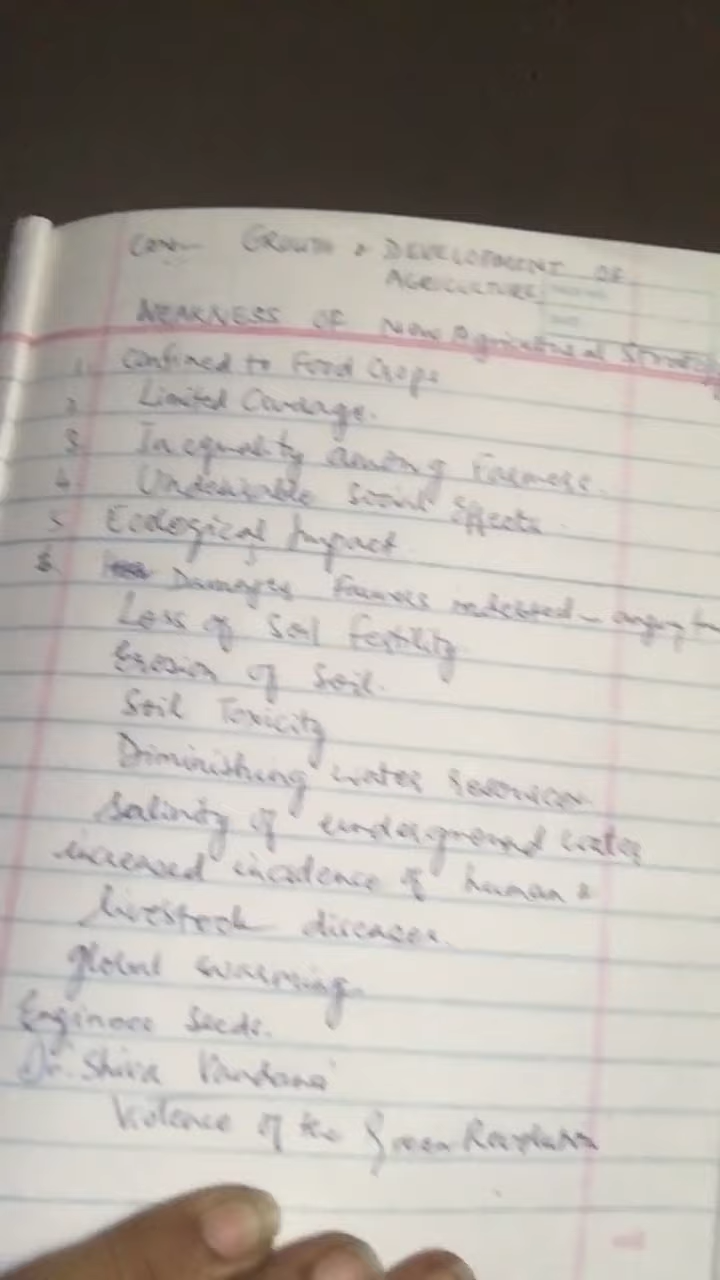 GROWTH & DEVELOPMENT OF
AGRICULTURE
WEAKNESS OF New Agricultural
1. Confined to Food Crops
2. Limited Coverage.
3. Inequality among Farmers.
4. Undesirable Social Effects
5. Ecological Impact
6. Damages Farmers
Loss of Soil fertility.
Erosion of Soil.
Soil Toxicity
Diminishing water resources
Salinity of underground water
increased incidence of human &
livestock diseases.
global warming.
Engineer Seeds.
Dr. Shiva Vandana
Violence of the Green Revolution